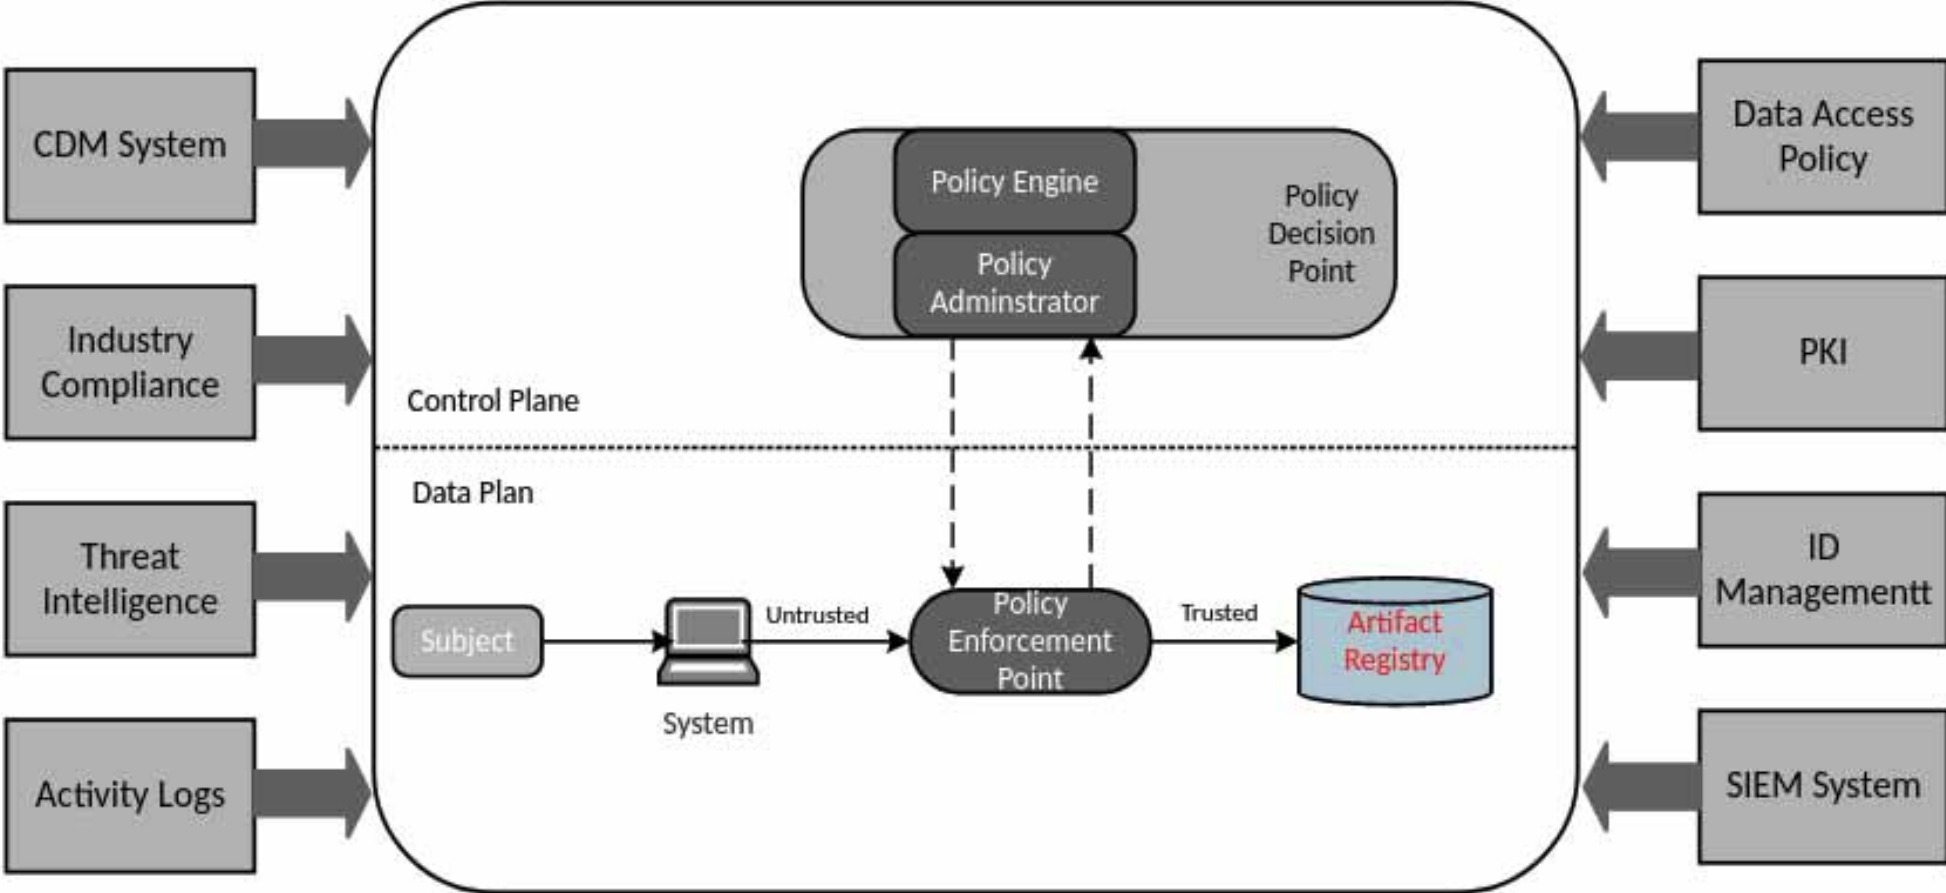 CDM System
Industry
Compliance
Threat
Intelligence
Activity Logs
Policy Engine
Policy
Adminstrator
Policy
Decision
Point
Control Plane
Data Plan
Subject
System
Untrusted
Policy
Enforcement
Point
Trusted
Artifact
Registry
Data Access
Policy
PKI
ID
Managementt
SIEM System